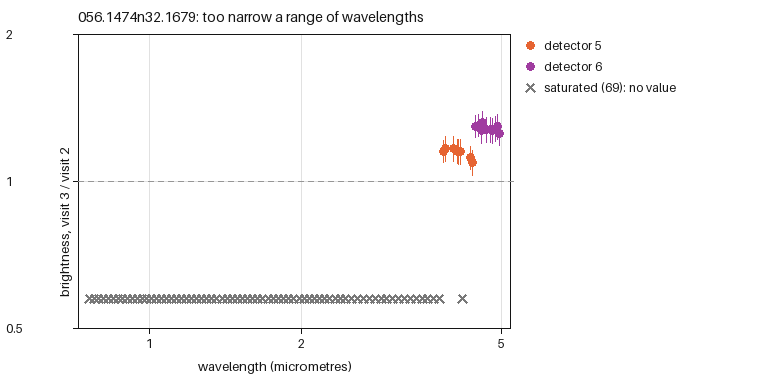 056.1474n32.1679: too narrow a range of wavelengths
2
1
0.5
brightness, visit 3 / visit 2
1
2
5
wavelength (micrometres)
detector 5
detector 6
saturated (69): no value